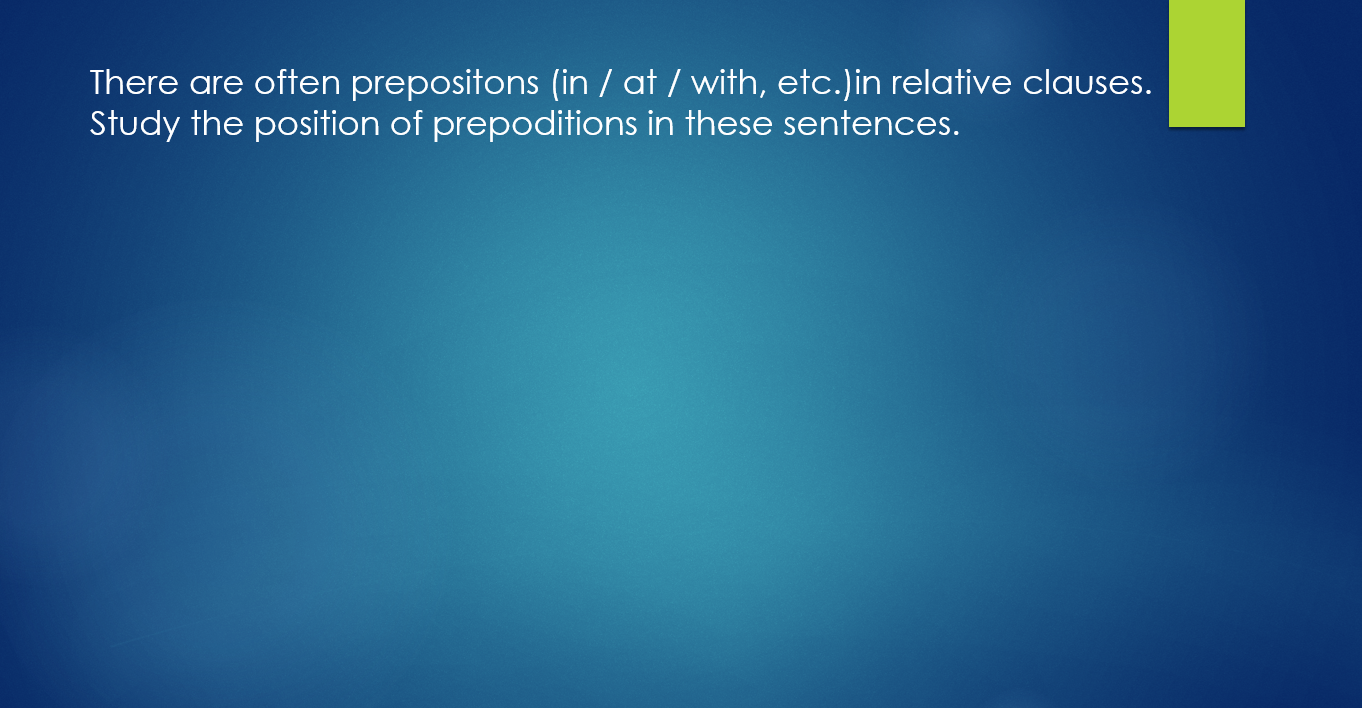 There are often prepositons (in / at / with, etc.)in relative clauses.
Study the position of prepoditions in these sentences.